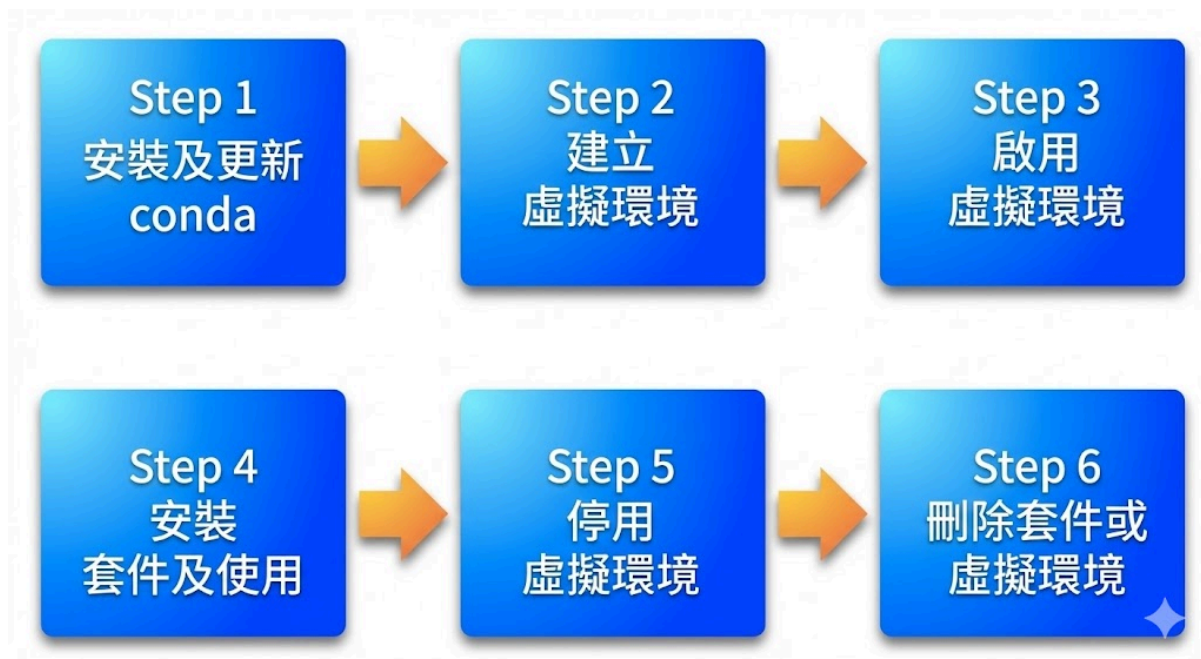 Step 1
安裝及更新
conda
Step 2
建立
虛擬環境
Step 3
啟用
虛擬環境
Step 4
安裝
套件及使用
Step 5
停用
虛擬環境
Step 6
刪除套件或
虛擬環境